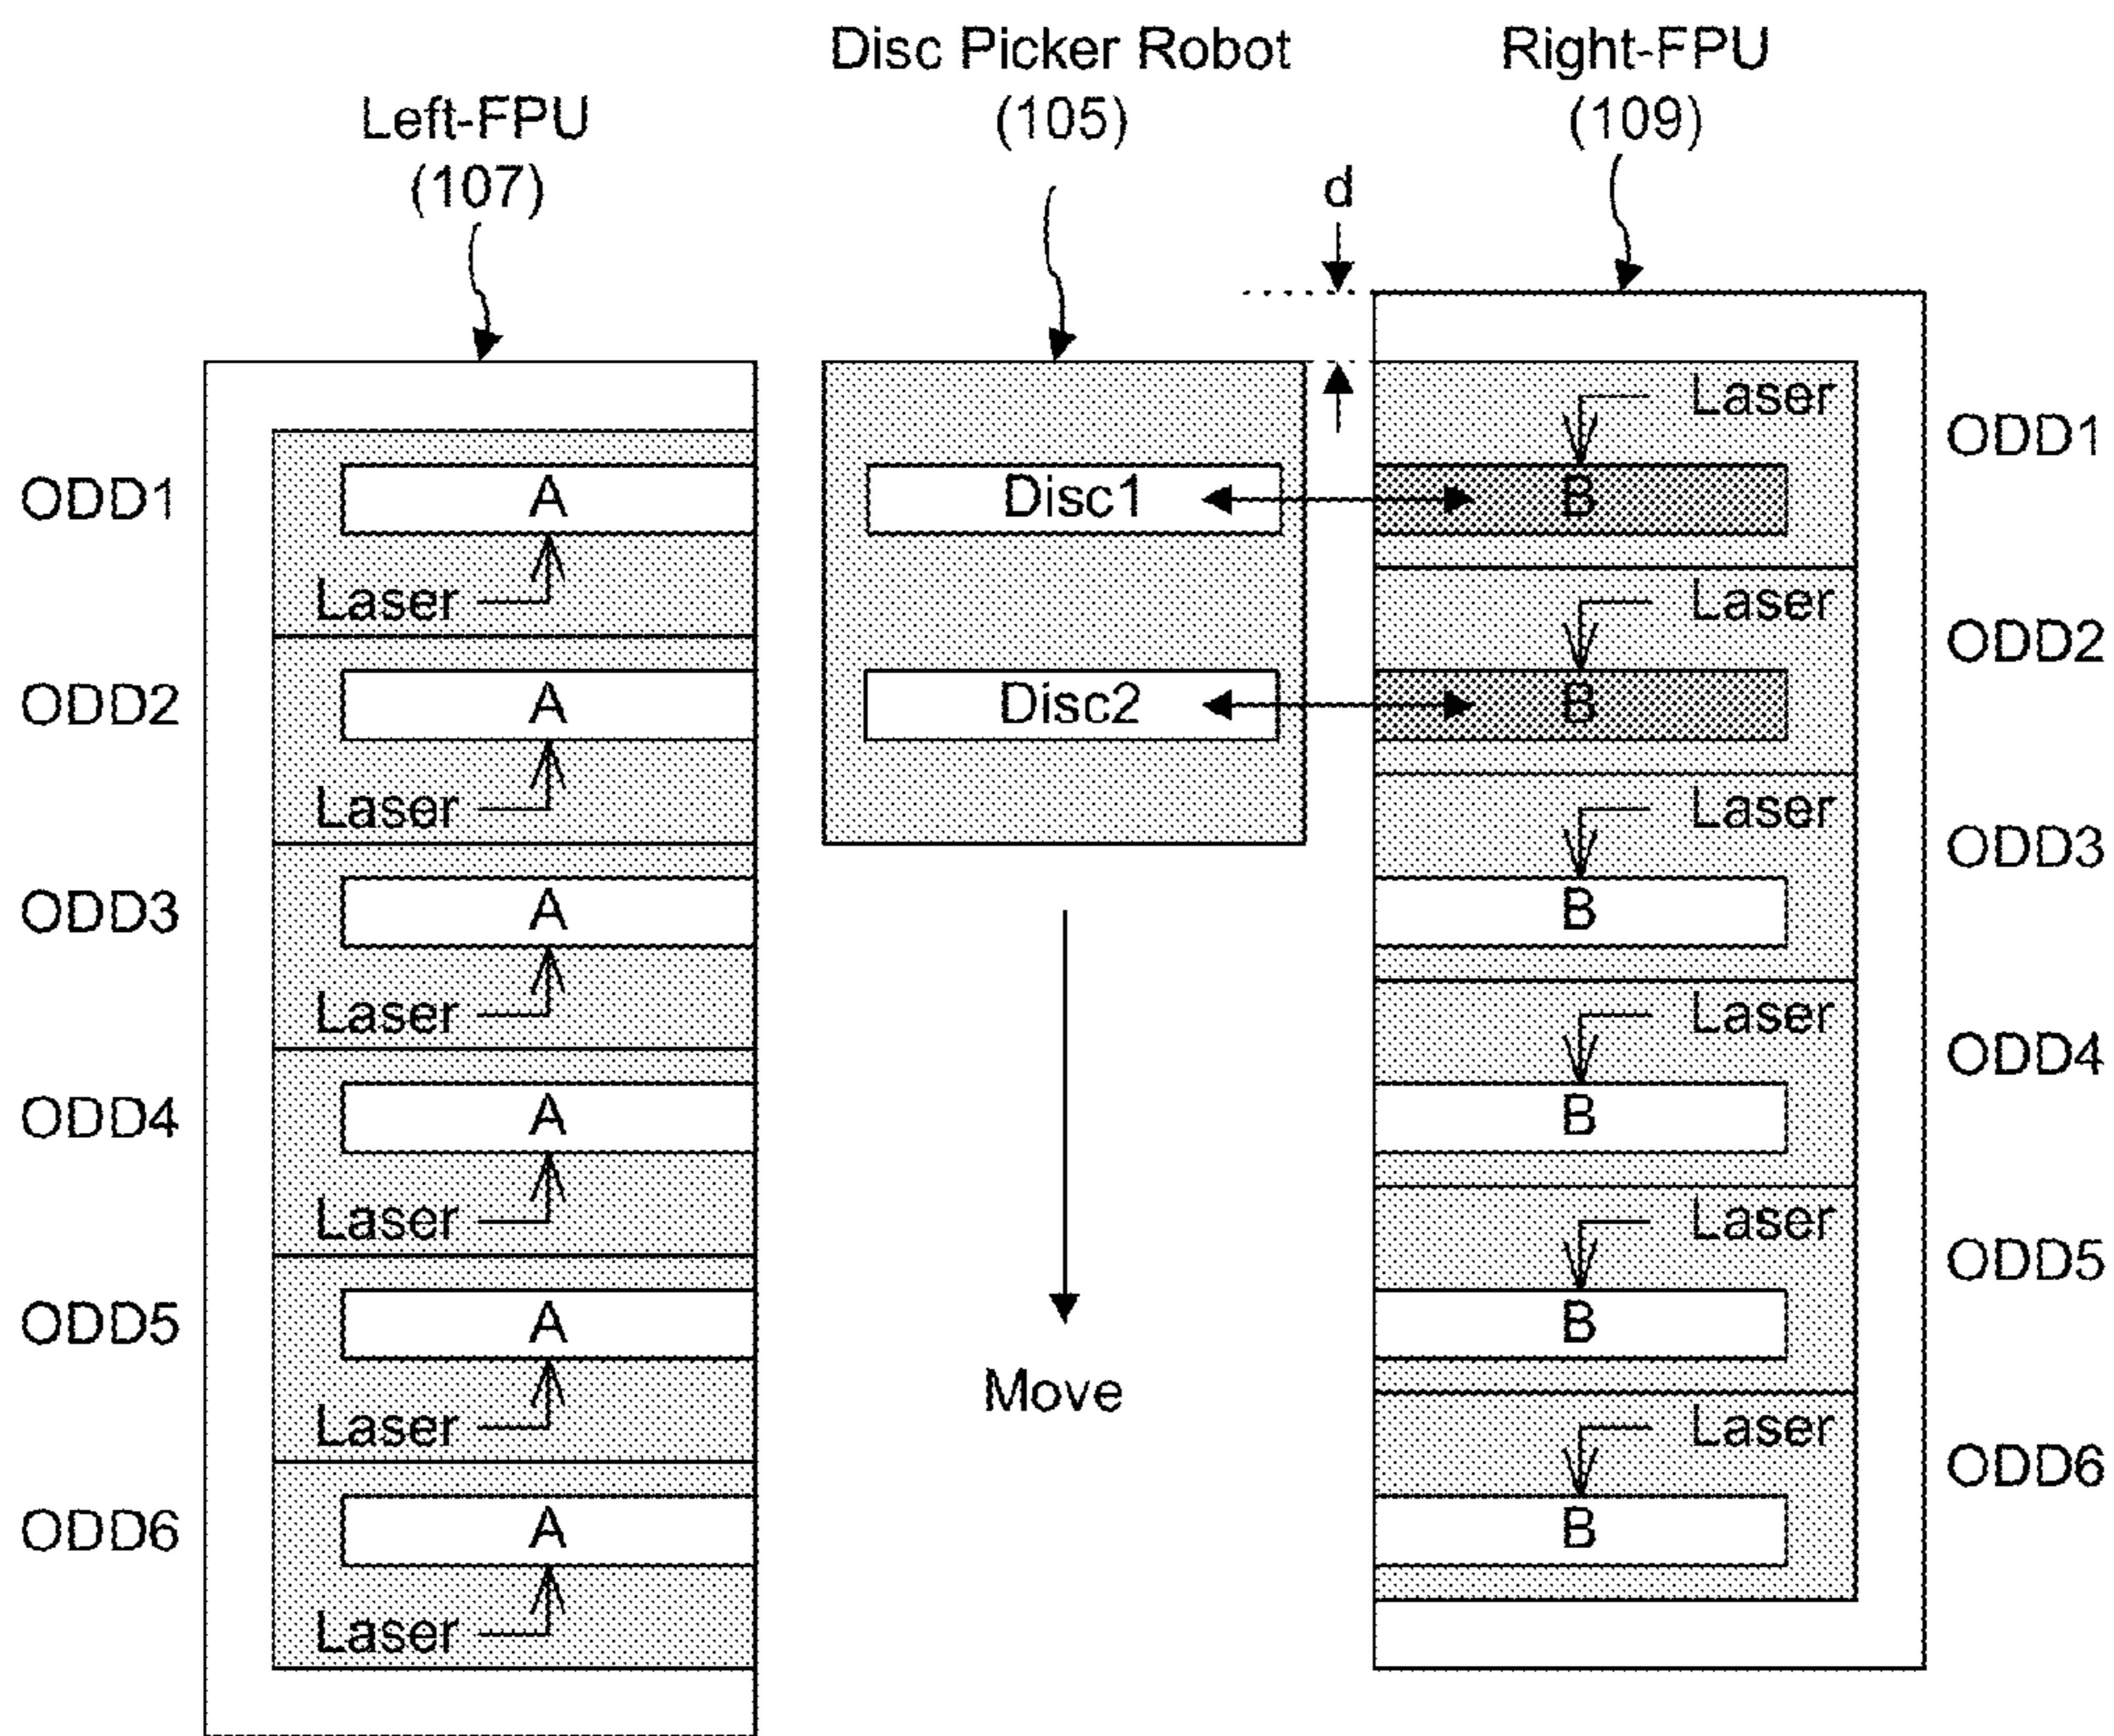 Disc Picker Robot
(105)
Right-FPU
(109)
Left-FPU
(107)
d
ODD1
A
Laser
ODD2
A
Laser
ODD3
A
Laser
ODD4
A
Laser
ODD5
A
Laser
ODD6
A
Laser
Disc1
Disc2
Move
Laser
B
ODD1
Laser
B
ODD2
Laser
B
ODD3
Laser
B
ODD4
Laser
B
ODD5
Laser
B
ODD6